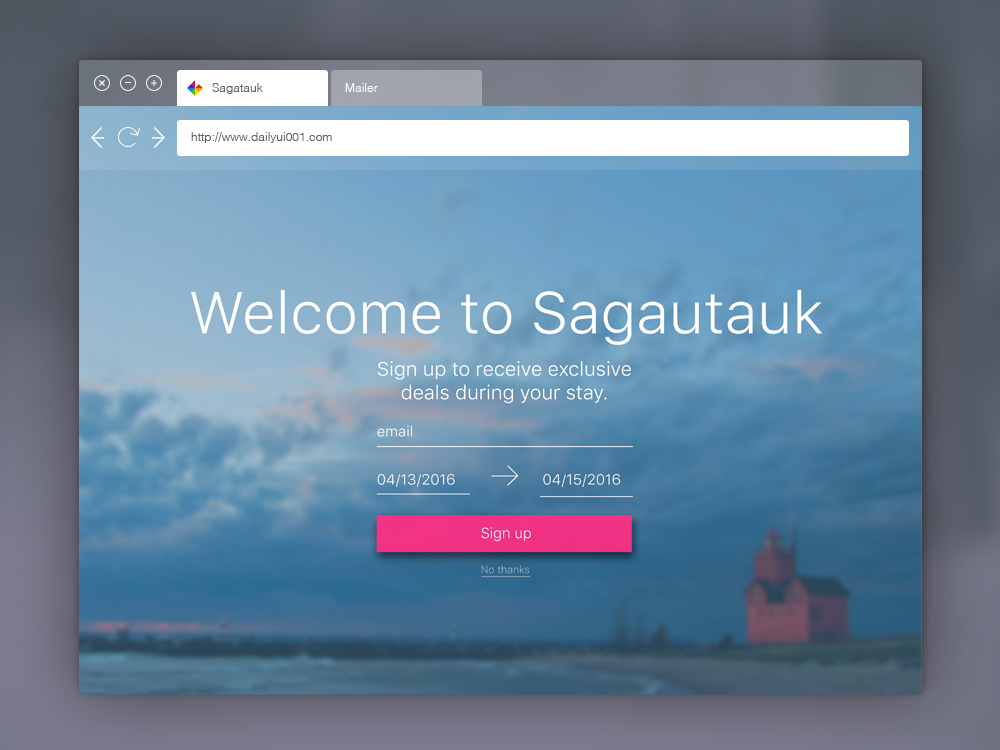 Sagatauk
Mailer
http://www.dailyui001.com
Welcome to Sagautauk
Sign up to receive exclusive
deals during your stay.
email
04/13/2016
04/15/2016
Sign up
No thanks